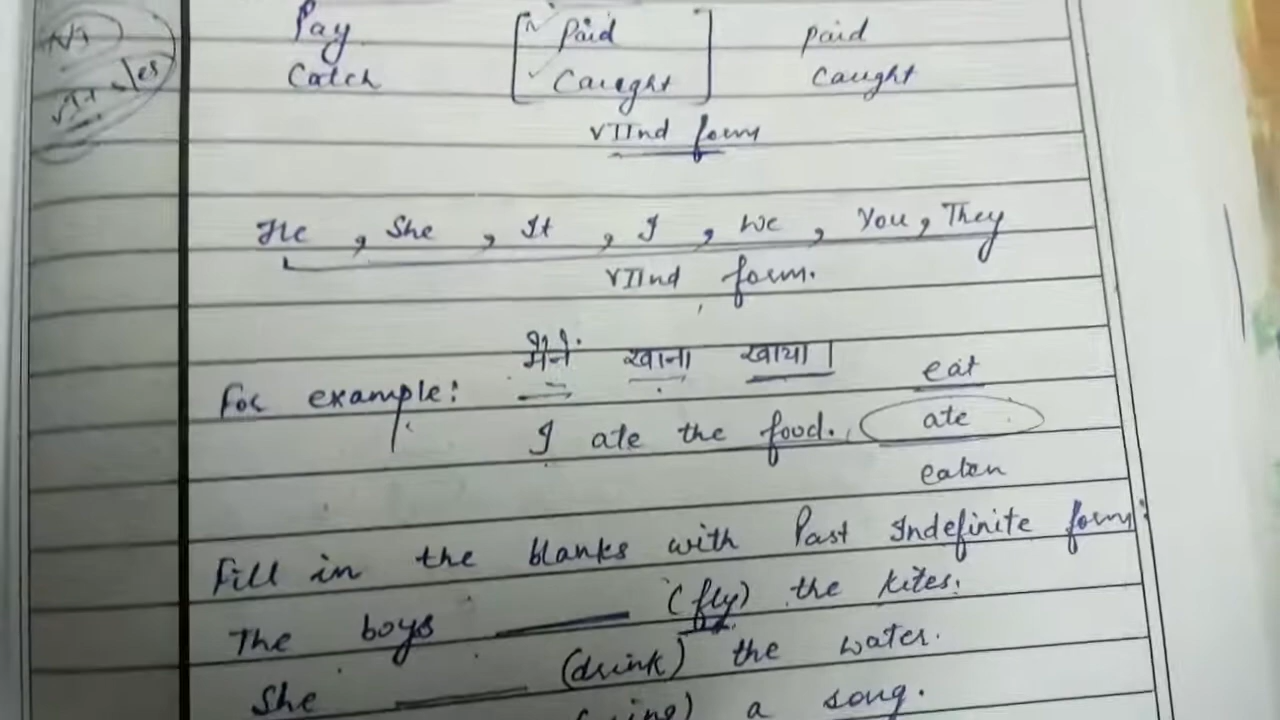 Pay Paid paid
Catch Caught Caught
VIInd form
He, She, It, I, We, You, They
VIInd form.
मैंने खाना खाया। eat
For example:
I ate the food. ate
eaten
Fill in the blanks with Past Indefinite form:
The boys ______ (fly) the kites.
She ______ (drink) the water.
a song.